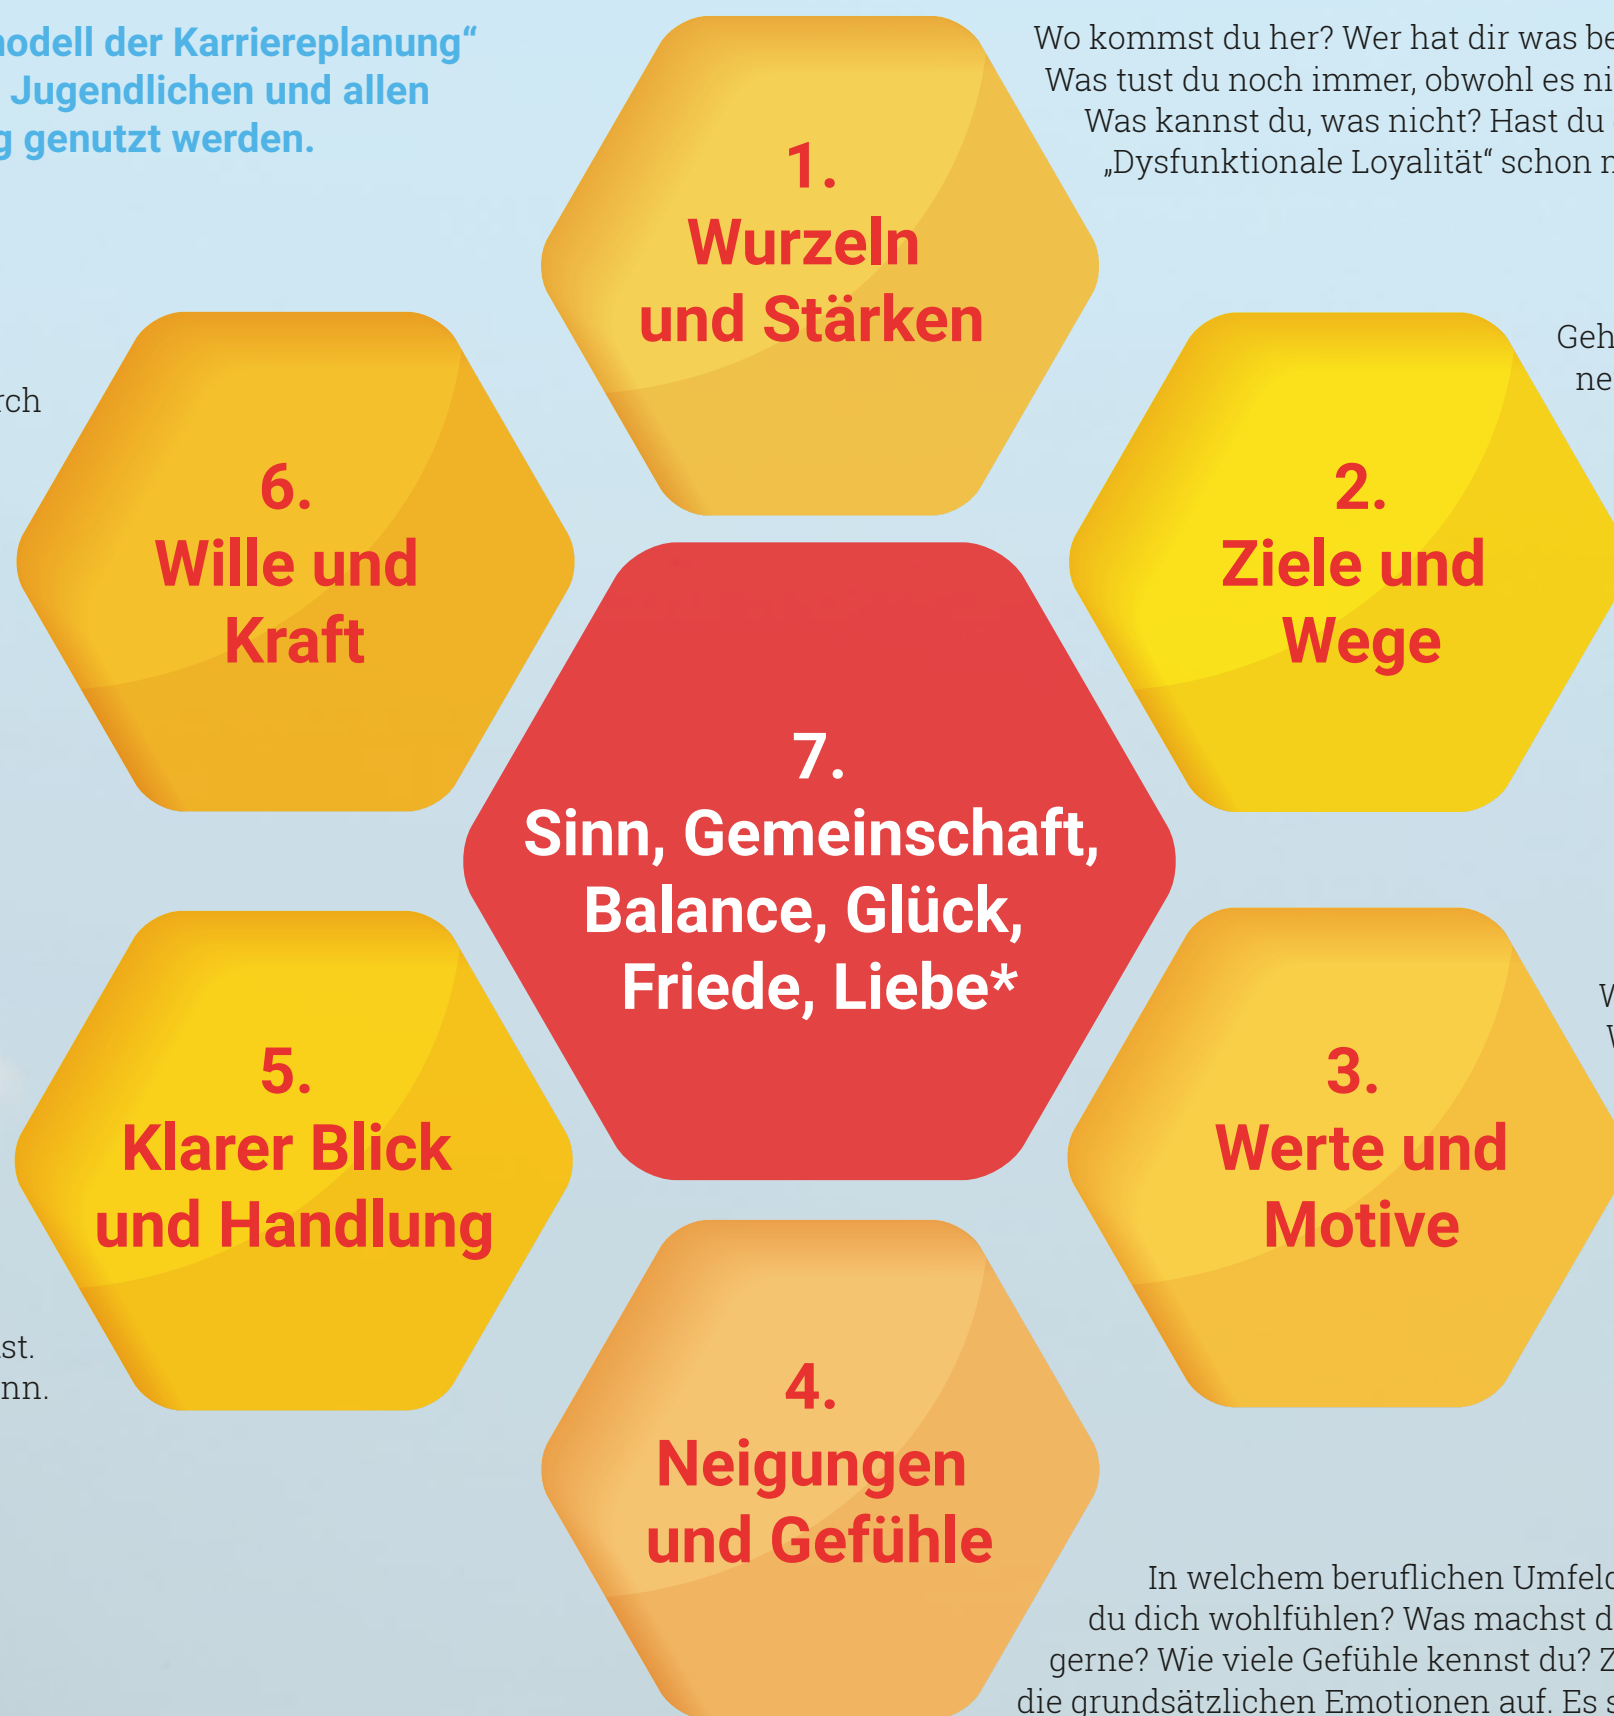 modell der Karriereplanung“
Jugendlichen und allen
g genutzt werden.
Wo kommst du her? Wer hat dir was be
Was tust du noch immer, obwohl es ni
Was kannst du, was nicht? Hast du
„Dysfunktionale Loyalität“ schon
1.
Wurzeln
und Stärken
Geh
ne
rch
6.
Wille und
Kraft
2.
Ziele und
Wege
7.
Sinn, Gemeinschaft,
Balance, Glück,
Friede, Liebe*
5.
Klarer Blick
und Handlung
W
3.
Werte und
Motive
st.
nn.
4.
Neigungen
und Gefühle
In welchem beruflichen Umfeld
du dich wohlfühlen? Was machst d
gerne? Wie viele Gefühle kennst du? Z
die grundsätzlichen Emotionen auf. Es s